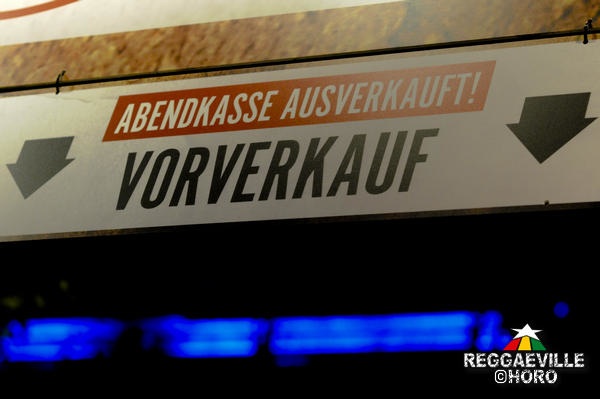 ABENDKASSE AUSVERKAUFT!
VORVERKAUF
REGGAEVILLE
©HORO